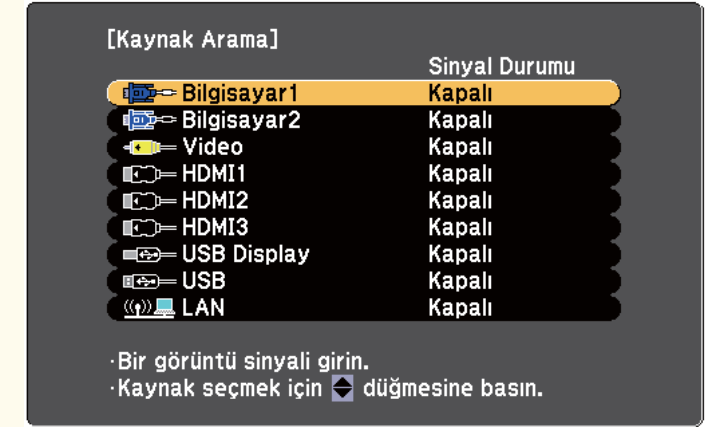 [Kaynak Arama]
Sinyal Durumu
Bilgisayar1 Kapalı
Bilgisayar2 Kapalı
Video Kapalı
HDMI1 Kapalı
HDMI2 Kapalı
HDMI3 Kapalı
USB Display Kapalı
USB Kapalı
LAN Kapalı
·Bir görüntü sinyali girin.
·Kaynak seçmek için düğmesine basın.